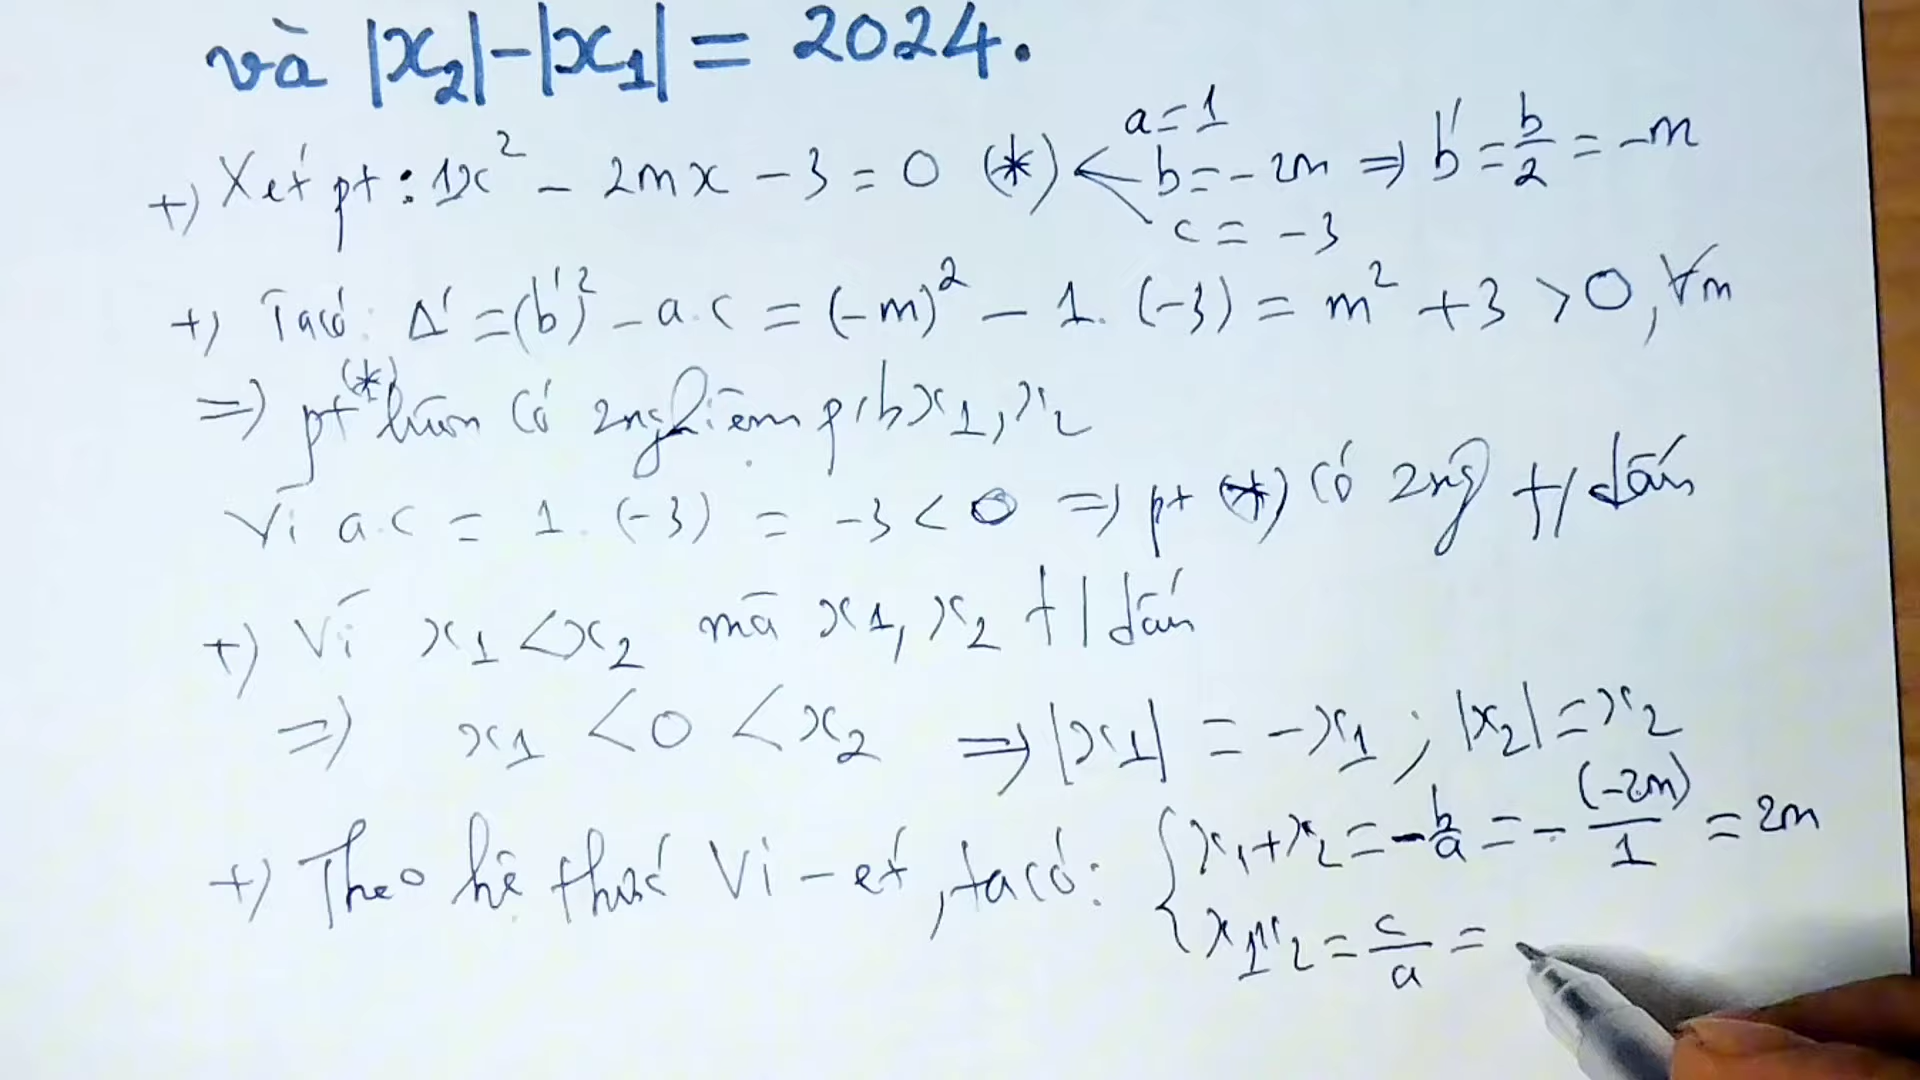 và |x₂|-|x₁| = 2024.
+) Xét pt: 1x² - 2mx - 3 = 0 (*) a=1
b=-2m ⇒ b' = b/2 = -m
c = -3
+) Ta có: Δ' = (b')² - a.c = (-m)² - 1.(-3) = m² + 3 > 0, ∀m
⇒ pt (*) luôn có 2 nghiệm p/b x₁, x₂
Vì a.c = 1.(-3) = -3 < 0 ⇒ pt (*) có 2 ng t/dấu
+) Vì x₁ < x₂ mà x₁, x₂ t/dấu
⇒ x₁ < 0 < x₂ ⇒ |x₁| = -x₁ ; |x₂| = x₂
+) Theo hệ thức Vi-ét, ta có: { x₁+x₂ = -b/a = -(-2m)/1 = 2m
x₁x₂ = c/a =